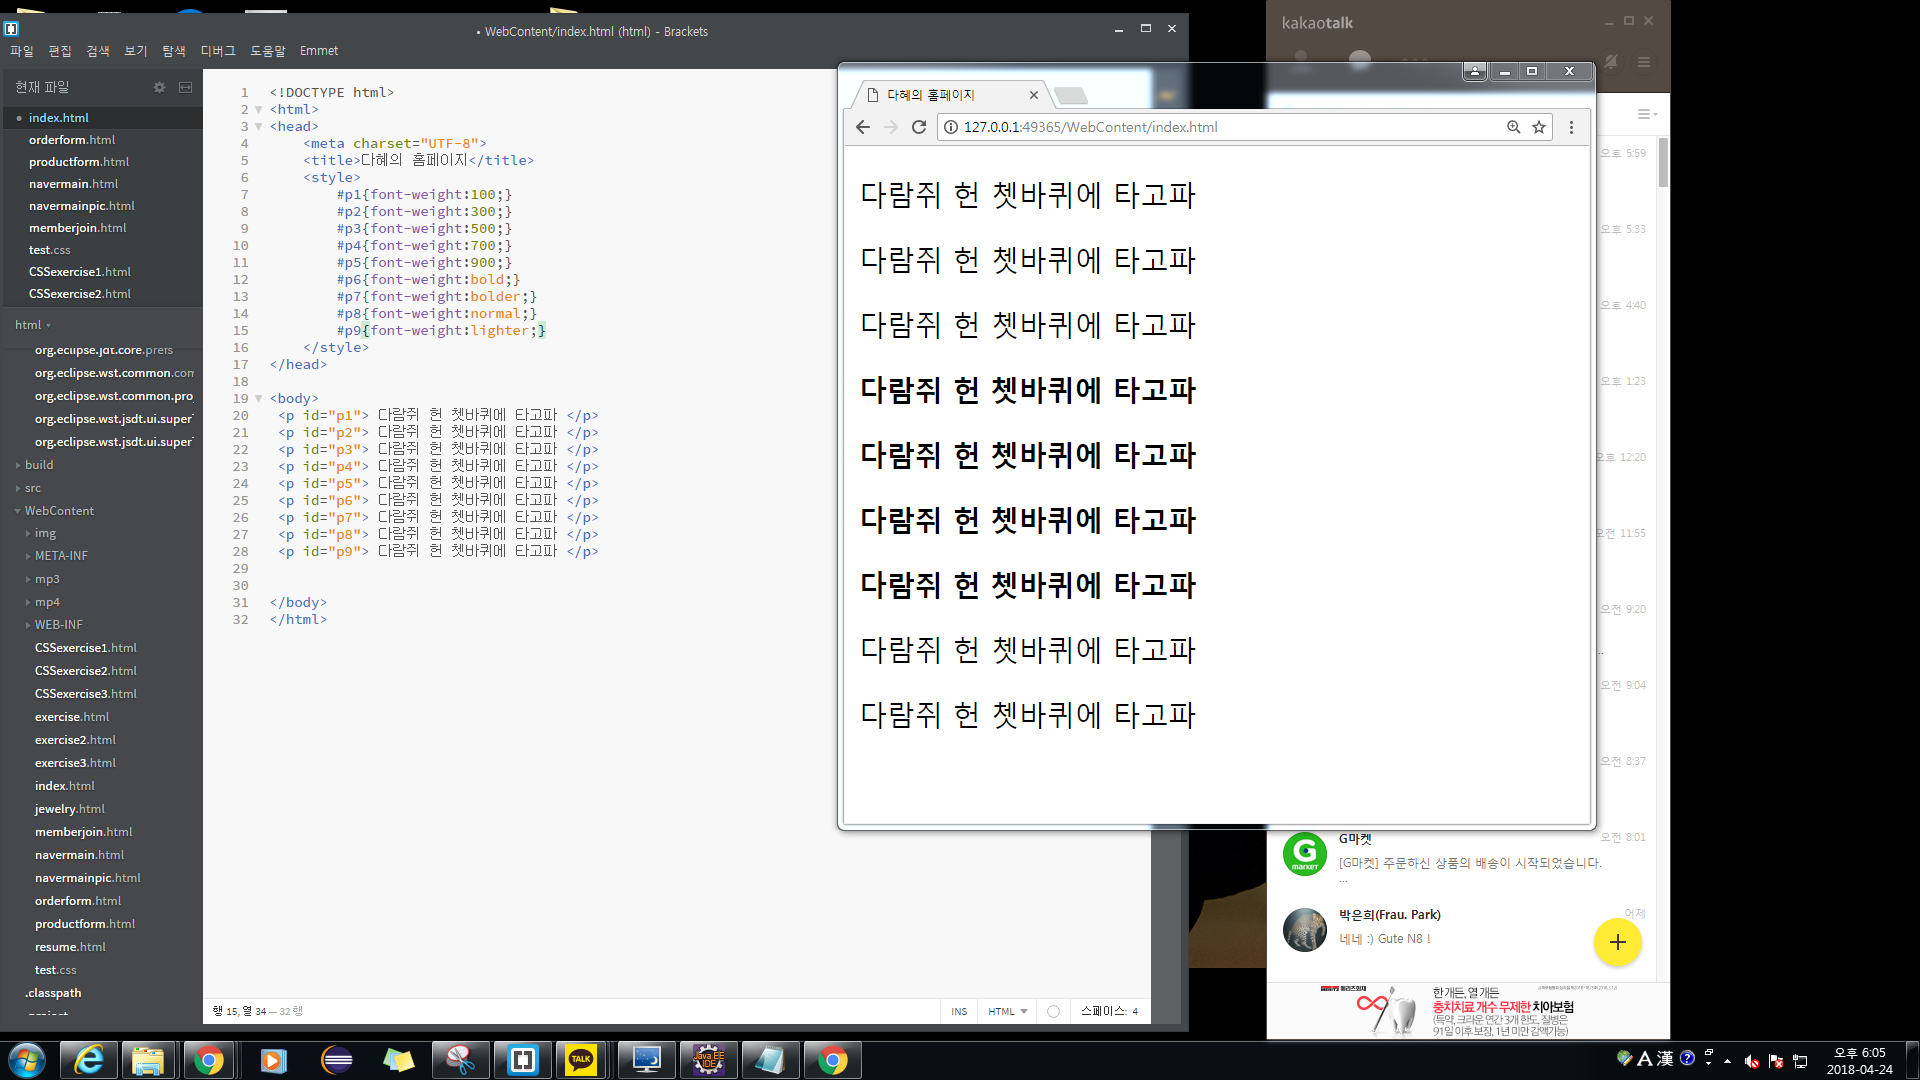 • WebContent/index.html (html) - Brackets
파일 편집 검색 보기 탐색 디버그 도움말 Emmet
현재 파일
index.html
orderform.html
productform.html
navermain.html
navermainpic.html
memberjoin.html
test.css
CSSexercise1.html
CSSexercise2.html
html
org.eclipse.jdt.core.prefs
org.eclipse.wst.common.com
org.eclipse.wst.common.pro
org.eclipse.wst.jsdt.ui.super
org.eclipse.wst.jsdt.ui.super
build
src
WebContent
img
META-INF
mp3
mp4
WEB-INF
CSSexercise1.html
CSSexercise2.html
CSSexercise3.html
exercise.html
exercise2.html
exercise3.html
index.html
jewelry.html
memberjoin.html
navermain.html
navermainpic.html
orderform.html
productform.html
resume.html
test.css
.classpath
1 <!DOCTYPE html>
2 <html>
3 <head>
4 <meta charset="UTF-8">
5 <title>다혜의 홈페이지</title>
6 <style>
7 #p1{font-weight:100;}
8 #p2{font-weight:300;}
9 #p3{font-weight:500;}
10 #p4{font-weight:700;}
11 #p5{font-weight:900;}
12 #p6{font-weight:bold;}
13 #p7{font-weight:bolder;}
14 #p8{font-weight:normal;}
15 #p9{font-weight:lighter;}
16 </style>
17 </head>
18
19 <body>
20 <p id="p1"> 다람쥐 헌 쳇바퀴에 타고파 </p>
21 <p id="p2"> 다람쥐 헌 쳇바퀴에 타고파 </p>
22 <p id="p3"> 다람쥐 헌 쳇바퀴에 타고파 </p>
23 <p id="p4"> 다람쥐 헌 쳇바퀴에 타고파 </p>
24 <p id="p5"> 다람쥐 헌 쳇바퀴에 타고파 </p>
25 <p id="p6"> 다람쥐 헌 쳇바퀴에 타고파 </p>
26 <p id="p7"> 다람쥐 헌 쳇바퀴에 타고파 </p>
27 <p id="p8"> 다람쥐 헌 쳇바퀴에 타고파 </p>
28 <p id="p9"> 다람쥐 헌 쳇바퀴에 타고파 </p>
29
30
31 </body>
32 </html>
행 15, 열 34 — 32 행
INS HTML 스페이스: 4
다혜의 홈페이지
127.0.0.1:49365/WebContent/index.html
다람쥐 헌 쳇바퀴에 타고파
다람쥐 헌 쳇바퀴에 타고파
다람쥐 헌 쳇바퀴에 타고파
다람쥐 헌 쳇바퀴에 타고파
다람쥐 헌 쳇바퀴에 타고파
다람쥐 헌 쳇바퀴에 타고파
다람쥐 헌 쳇바퀴에 타고파
다람쥐 헌 쳇바퀴에 타고파
다람쥐 헌 쳇바퀴에 타고파
kakaotalk
오후 5:59
오후 5:33
오후 4:40
오후 1:23
오후 12:20
오전 11:55
오전 9:20
오전 9:04
오전 8:37
G마켓 오전 8:01
G market
[G마켓] 주문하신 상품의 배송이 시작되었습니다.
...
박은희(Frau. Park) 어제
네네 :) Gute N8 !
한개든, 열개든
충치치료 개수 무제한 치아보험
(특약, 크라운 연간 3개 한도, 질병은
91일 이후 보장, 1년 미만 감액가능)
TALK
Java EE
IDE
A 漢
오후 6:05
2018-04-24